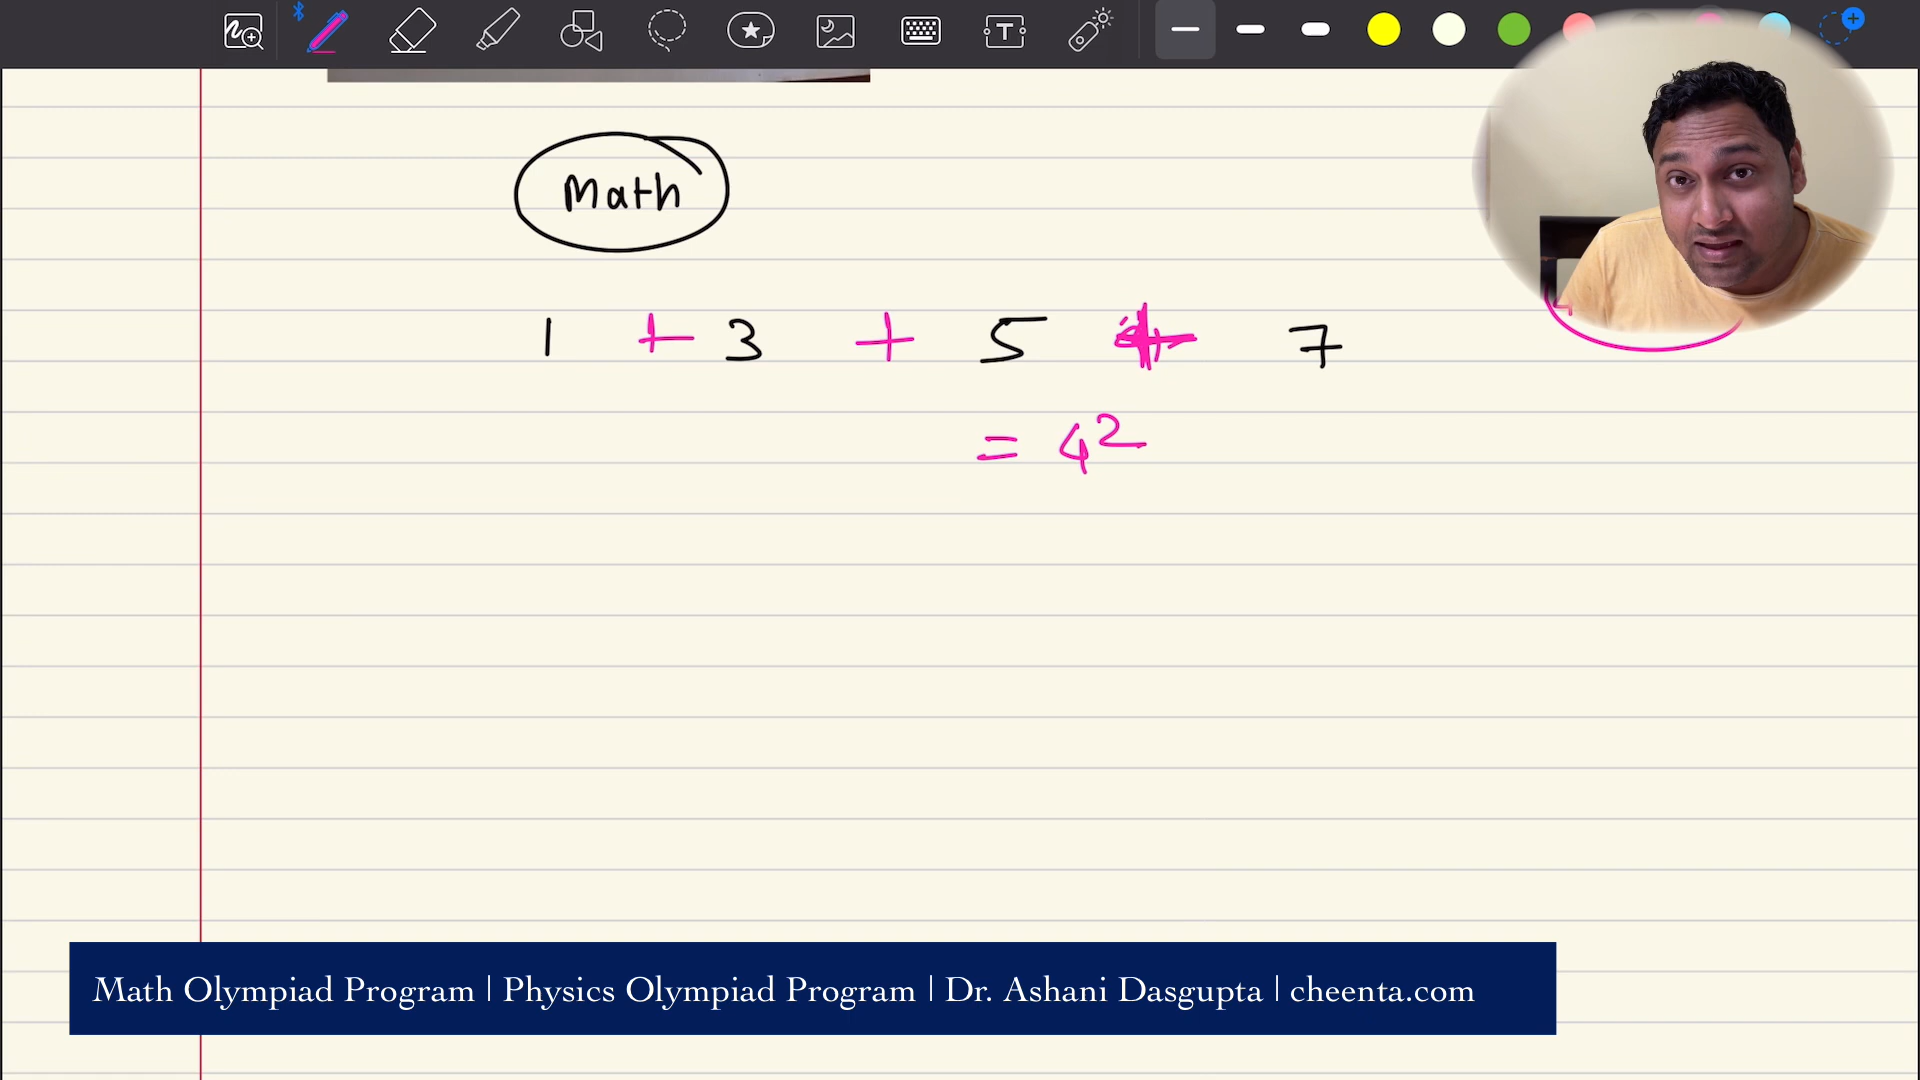 Math
1 + 3 + 5 + 7
= 4²
Math Olympiad Program | Physics Olympiad Program | Dr. Ashani Dasgupta | cheenta.com